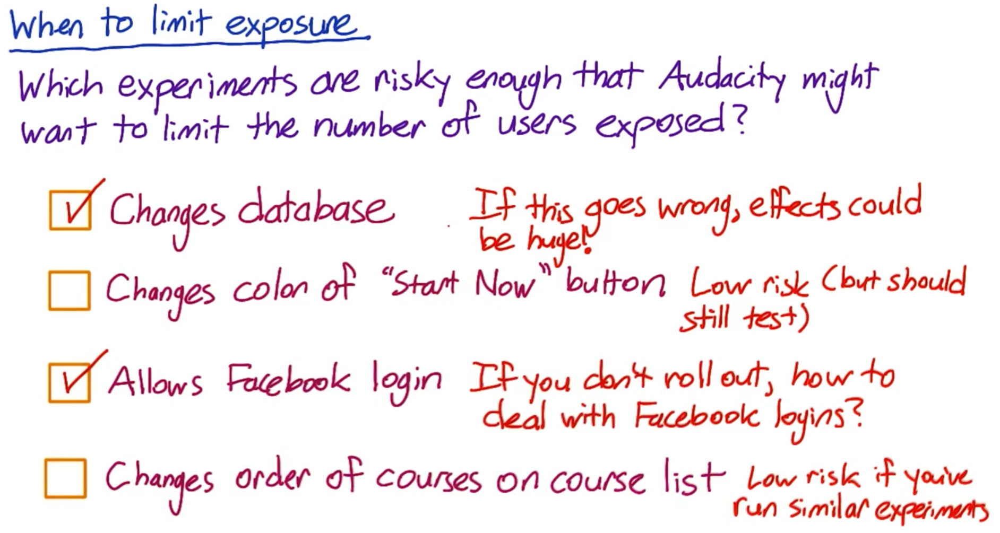 When to limit exposure
Which experiments are risky enough that Audacity might
want to limit the number of users exposed?
Changes database
If this goes wrong, effects could
be huge!
Changes color of "Start Now" button
Low risk (but should
still test)
Allows Facebook login
If you don't roll out, how to
deal with Facebook logins?
Changes order of courses on course list
Low risk if you've
run similar experiments